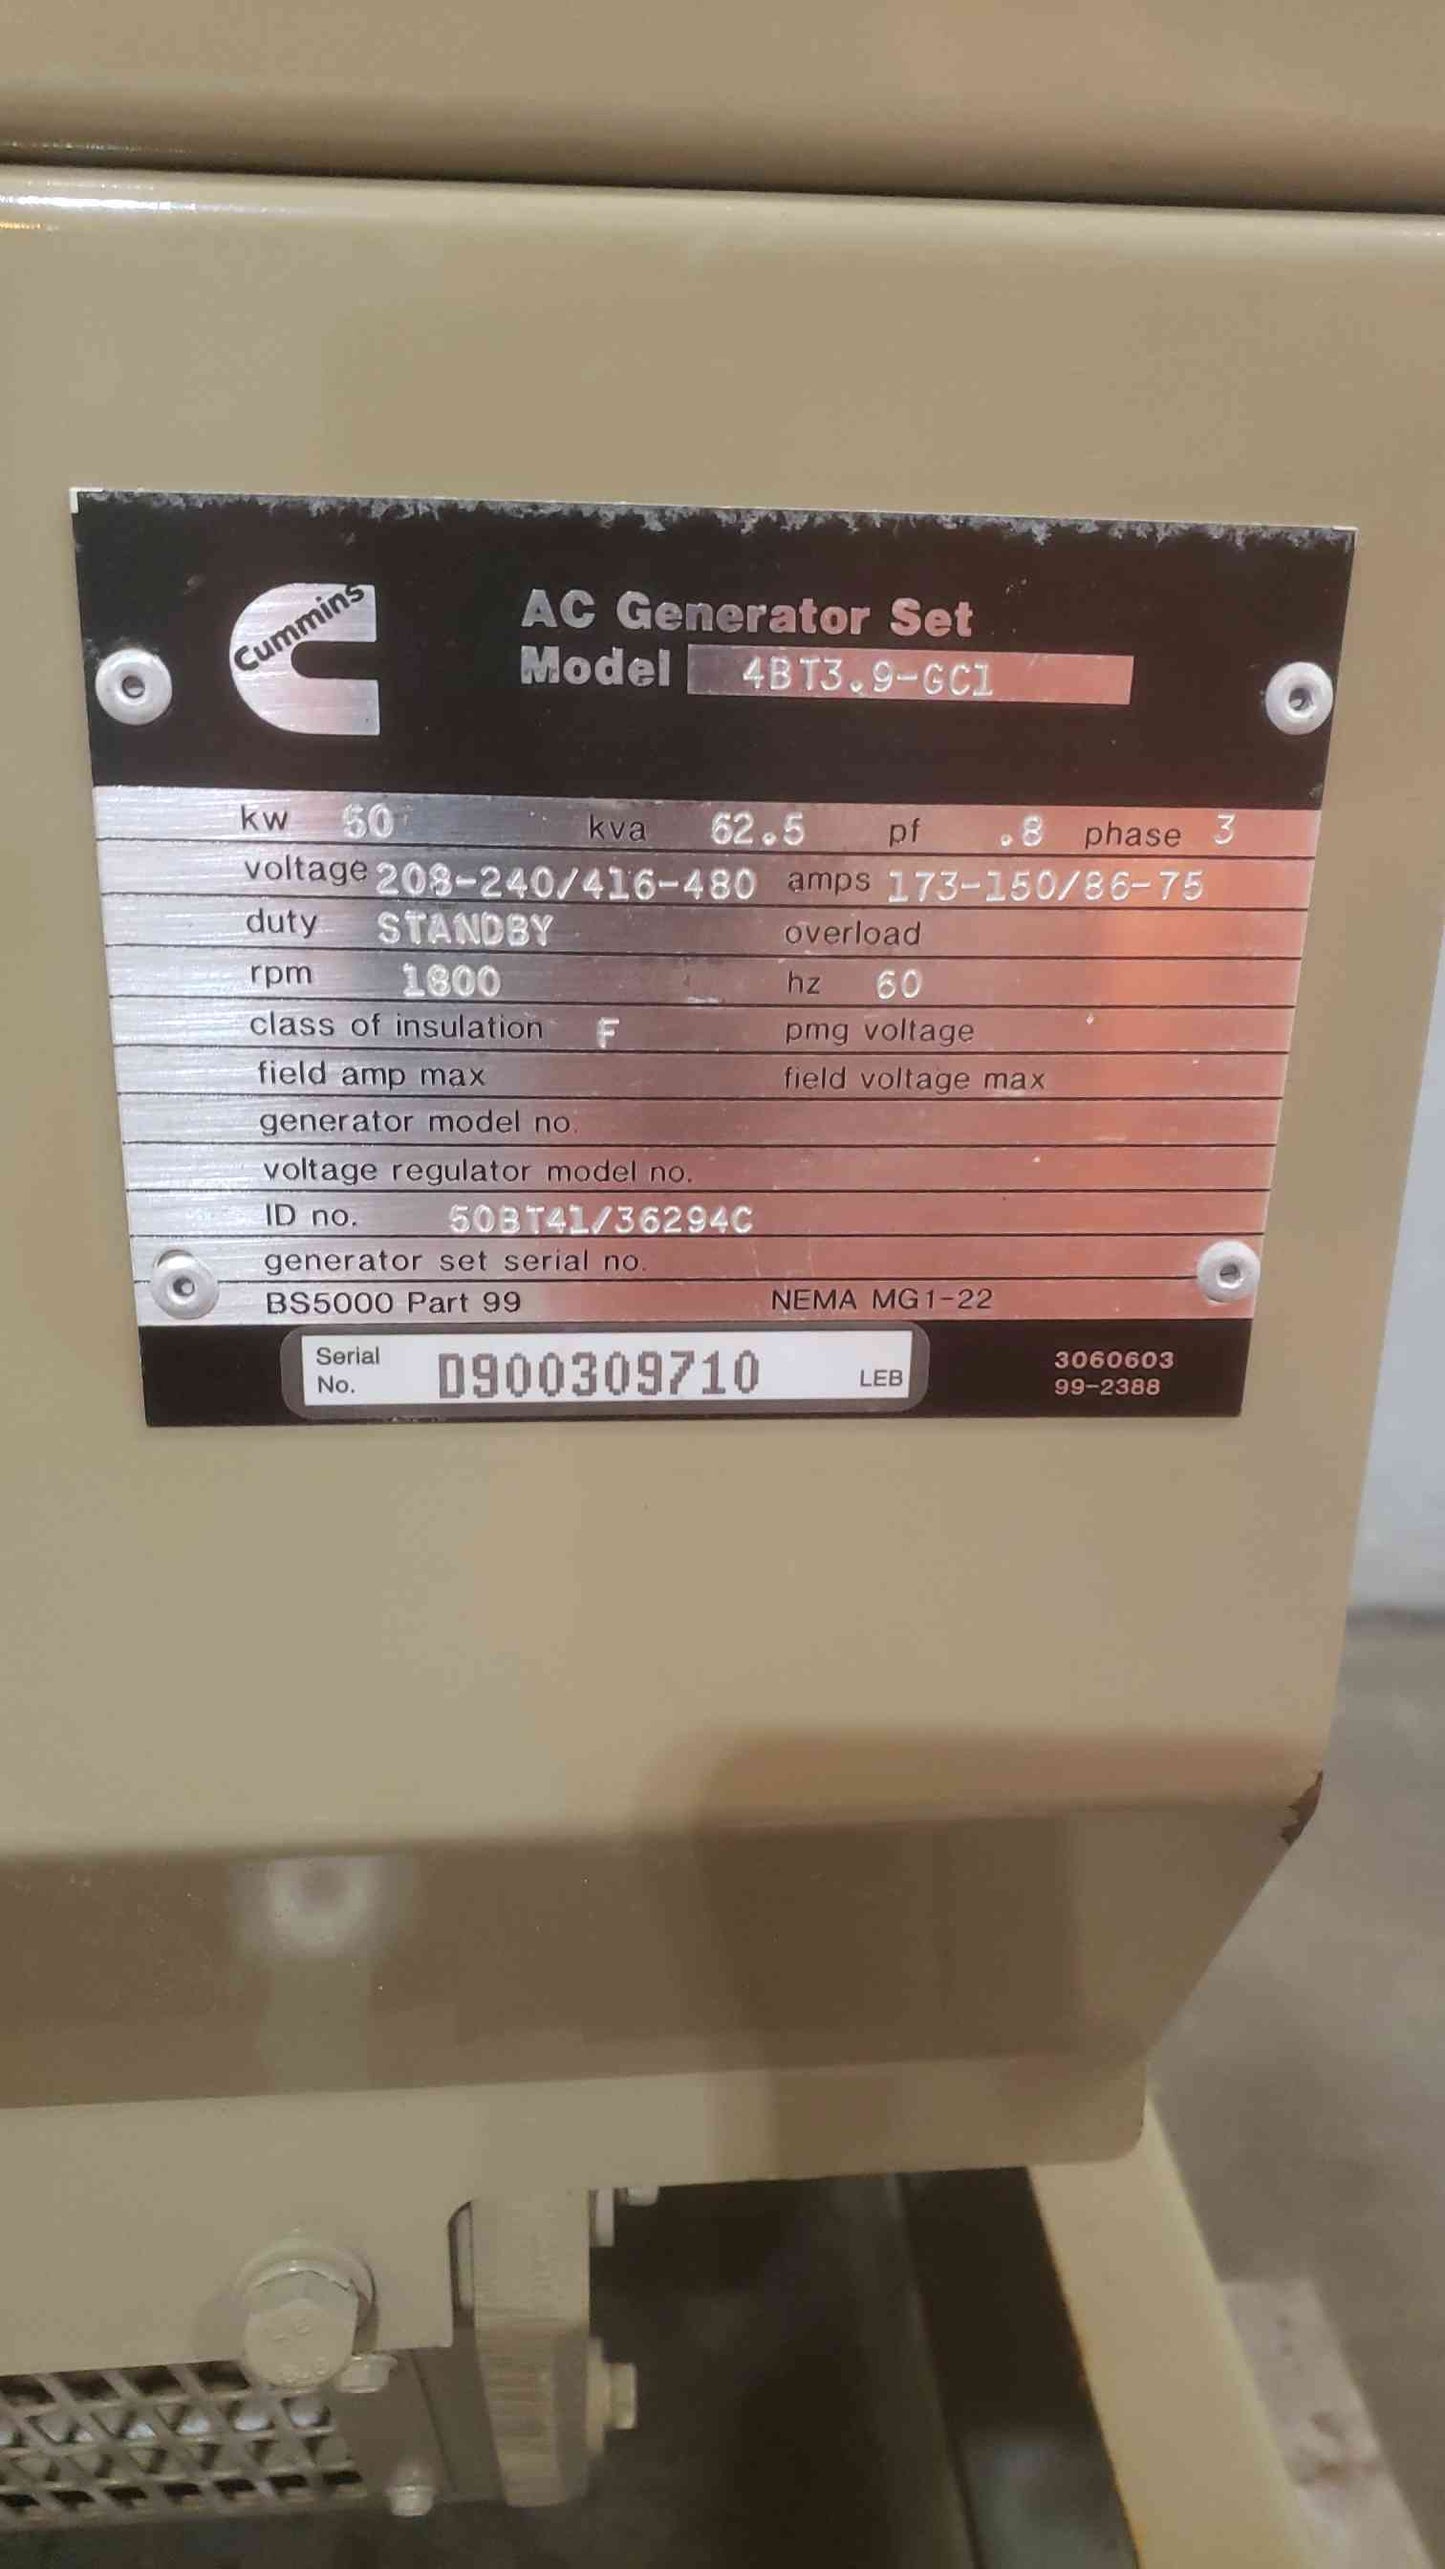 Cummins
AC Generator Set
Model 4BT3.9-GC1
kw 50 kva 62.5 pf .8 phase 3
voltage 208-240/416-480 amps 173-150/86-75
duty STANDBY overload
rpm 1800 hz 60
class of insulation F pmg voltage
field amp max field voltage max
generator model no.
voltage regulator model no.
ID no. 50BT41/36294C
generator set serial no.
BS5000 Part 99 NEMA MG1-22
Serial No. D900309710 LEB
3060603
99-2388